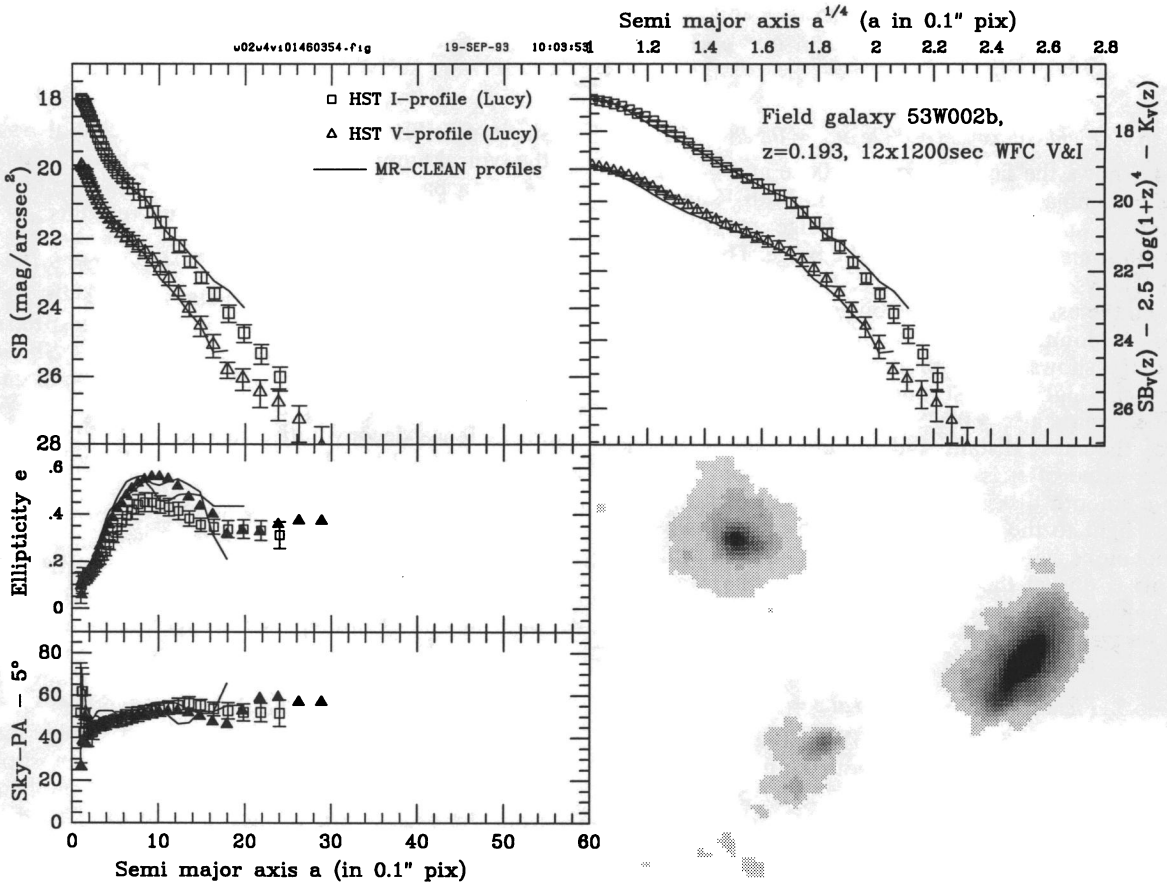 Semi major axis a^1/4 (a in 0.1" pix)
w02w4vi01460354.fig 19-SEP-93 10:03:53
1 1.2 1.4 1.6 1.8 2 2.2 2.4 2.6 2.8
□ HST I-profile (Lucy)
△ HST V-profile (Lucy)
— MR-CLEAN profiles
Field galaxy 53W002b,
z=0.193, 12x1200sec WFC V&I
SB (mag/arcsec²)
18
20
22
24
26
28
SB_V(z) − 2.5 log(1+z)^4 − K_V(z)
18
20
22
24
26
Ellipticity e
.6
.4
.2
0
Sky-PA − 5°
80
60
40
20
0
0 10 20 30 40 50 60
Semi major axis a (in 0.1" pix)